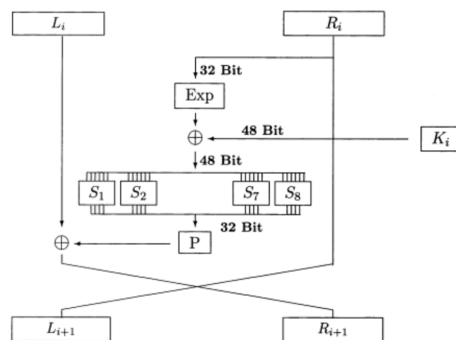 L_i R_i
32 Bit
Exp
48 Bit
⊕ K_i
48 Bit
S_1 S_2 S_7 S_8
32 Bit
⊕ P
L_{i+1} R_{i+1}